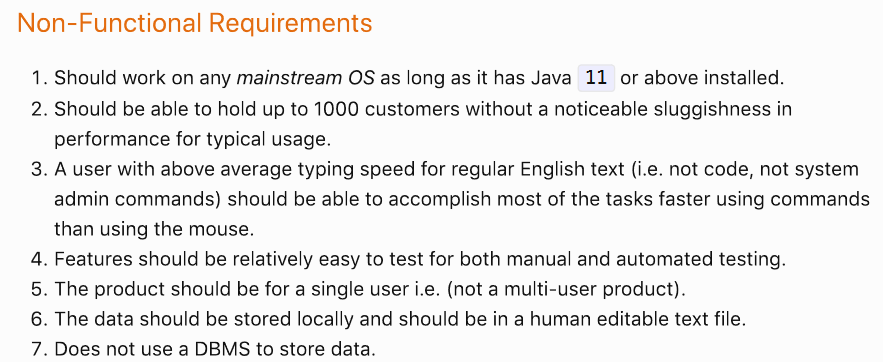 Non-Functional Requirements
1. Should work on any mainstream OS as long as it has Java 11 or above installed.
2. Should be able to hold up to 1000 customers without a noticeable sluggishness in
performance for typical usage.
3. A user with above average typing speed for regular English text (i.e. not code, not system
admin commands) should be able to accomplish most of the tasks faster using commands
than using the mouse.
4. Features should be relatively easy to test for both manual and automated testing.
5. The product should be for a single user i.e. (not a multi-user product).
6. The data should be stored locally and should be in a human editable text file.
7. Does not use a DBMS to store data.